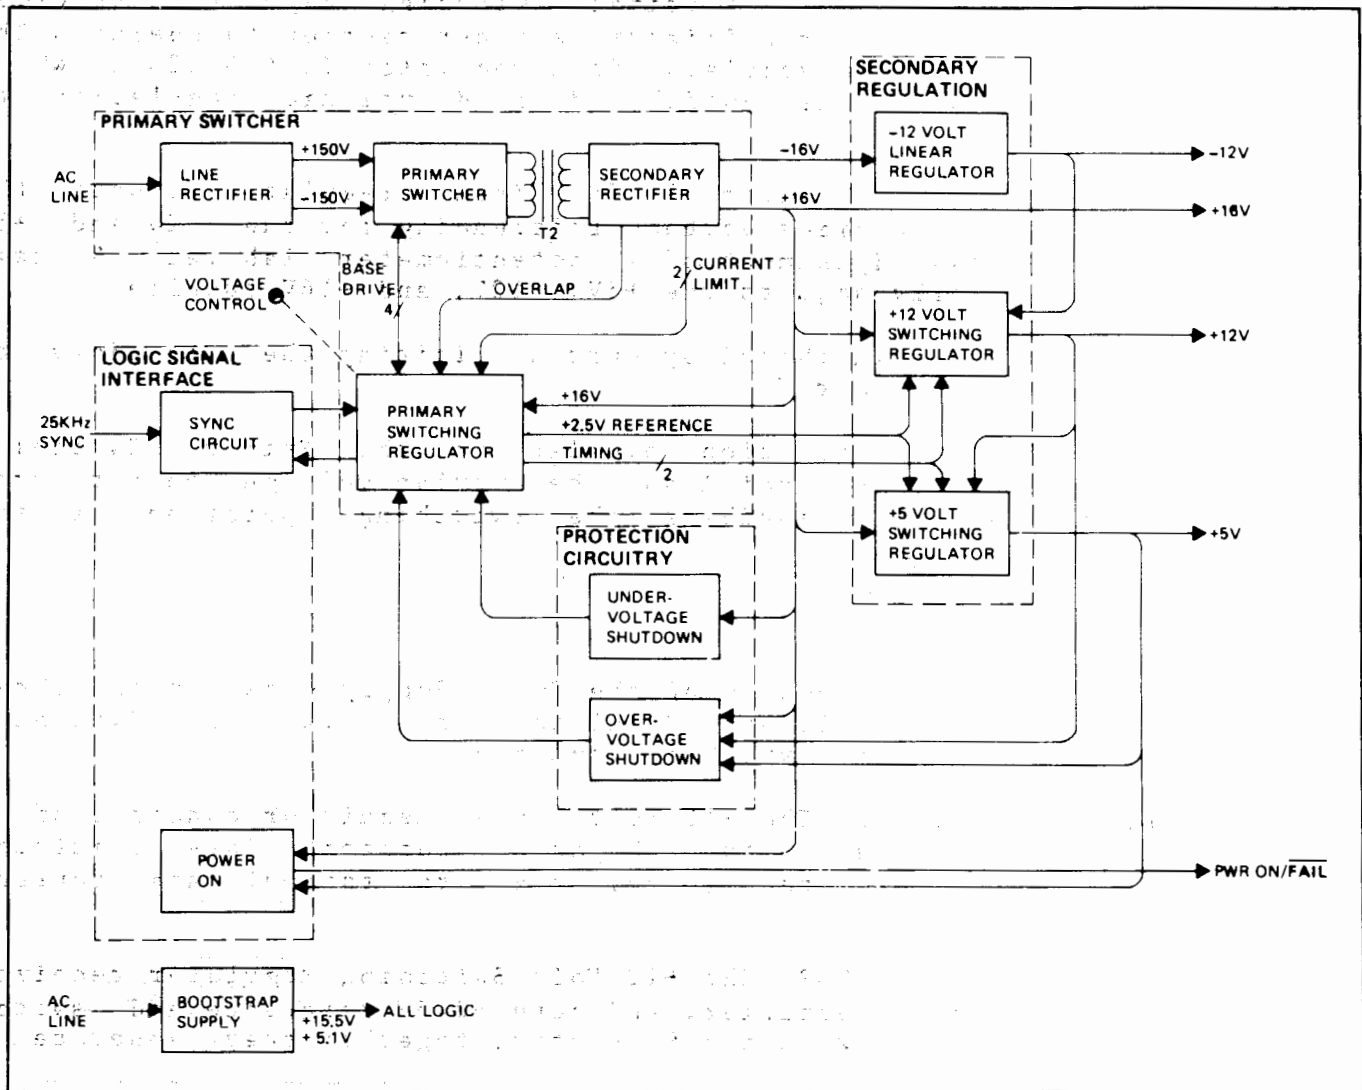 SECONDARY
REGULATION
PRIMARY SWITCHER
AC
LINE
LINE
RECTIFIER
+150V
-150V
PRIMARY
SWITCHER
T2
SECONDARY
RECTIFIER
-16V
+16V
-12 VOLT
LINEAR
REGULATOR
-12V
+16V
VOLTAGE
CONTROL
BASE
DRIVE
4
OVERLAP
2
CURRENT
LIMIT
+12 VOLT
SWITCHING
REGULATOR
+12V
LOGIC SIGNAL
INTERFACE
25KHz
SYNC
SYNC
CIRCUIT
PRIMARY
SWITCHING
REGULATOR
+16V
+2.5V REFERENCE
TIMING
2
+5 VOLT
SWITCHING
REGULATOR
+5V
PROTECTION
CIRCUITRY
UNDER-
VOLTAGE
SHUTDOWN
OVER-
VOLTAGE
SHUTDOWN
POWER
ON
PWR ON/FAIL
AC
LINE
BOOTSTRAP
SUPPLY
+15.5V
+ 5.1V
ALL LOGIC